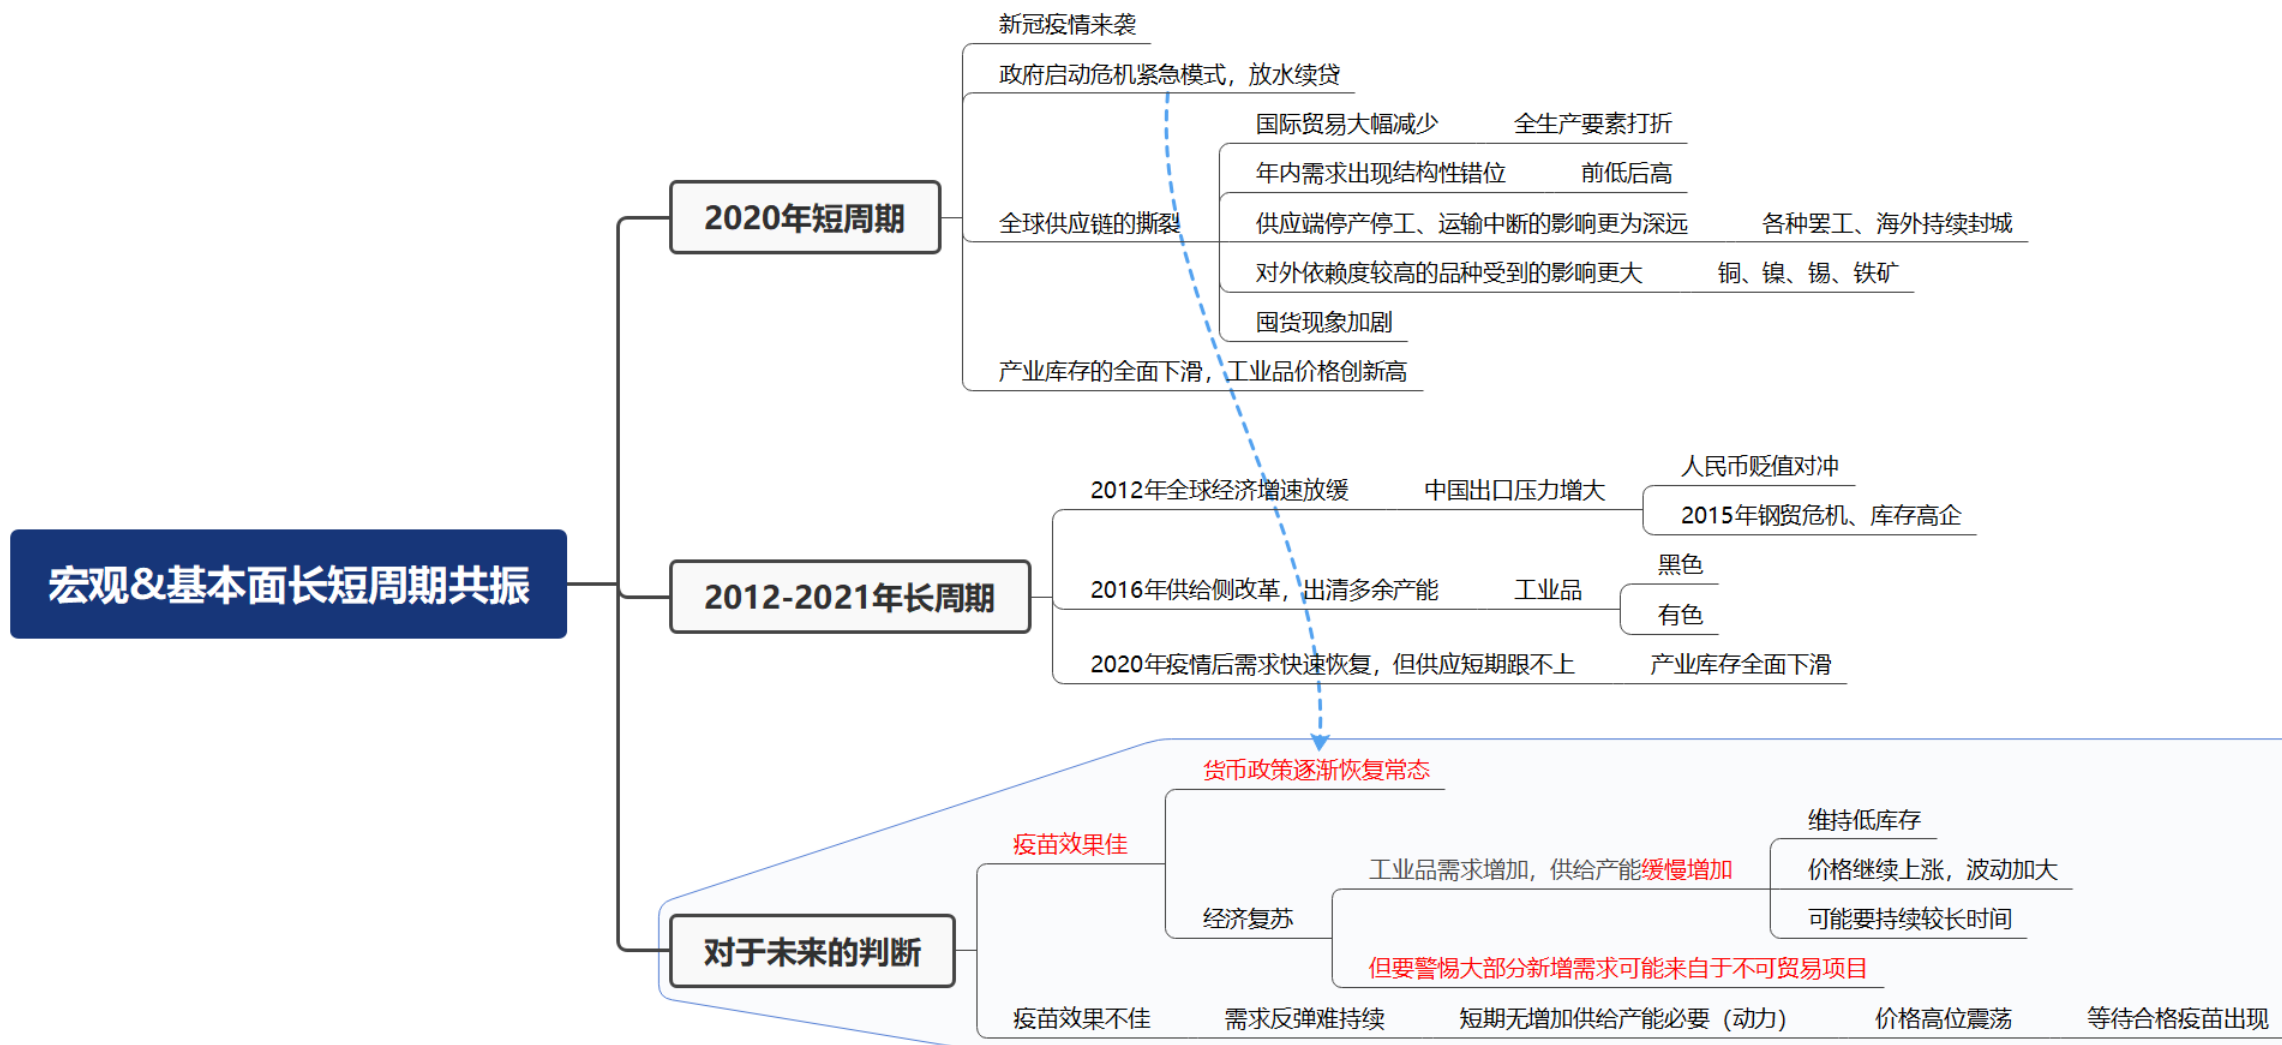 宏观&基本面长短周期共振
2020年短周期
新冠疫情来袭
政府启动危机紧急模式，放水续贷
全球供应链的撕裂
国际贸易大幅减少
全生产要素打折
年内需求出现结构性错位
前低后高
供应端停产停工、运输中断的影响更为深远
各种罢工、海外持续封城
对外依赖度较高的品种受到的影响更大
铜、镍、锡、铁矿
囤货现象加剧
产业库存的全面下滑，工业品价格创新高
2012-2021年长周期
2012年全球经济增速放缓
中国出口压力增大
人民币贬值对冲
2015年钢贸危机、库存高企
2016年供给侧改革，出清多余产能
工业品
黑色
有色
2020年疫情后需求快速恢复，但供应短期跟不上
产业库存全面下滑
对于未来的判断
疫苗效果佳
货币政策逐渐恢复常态
经济复苏
工业品需求增加，供给产能缓慢增加
维持低库存
价格继续上涨，波动加大
可能要持续较长时间
但要警惕大部分新增需求可能来自于不可贸易项目
疫苗效果不佳
需求反弹难持续
短期无增加供给产能必要（动力）
价格高位震荡
等待合格疫苗出现